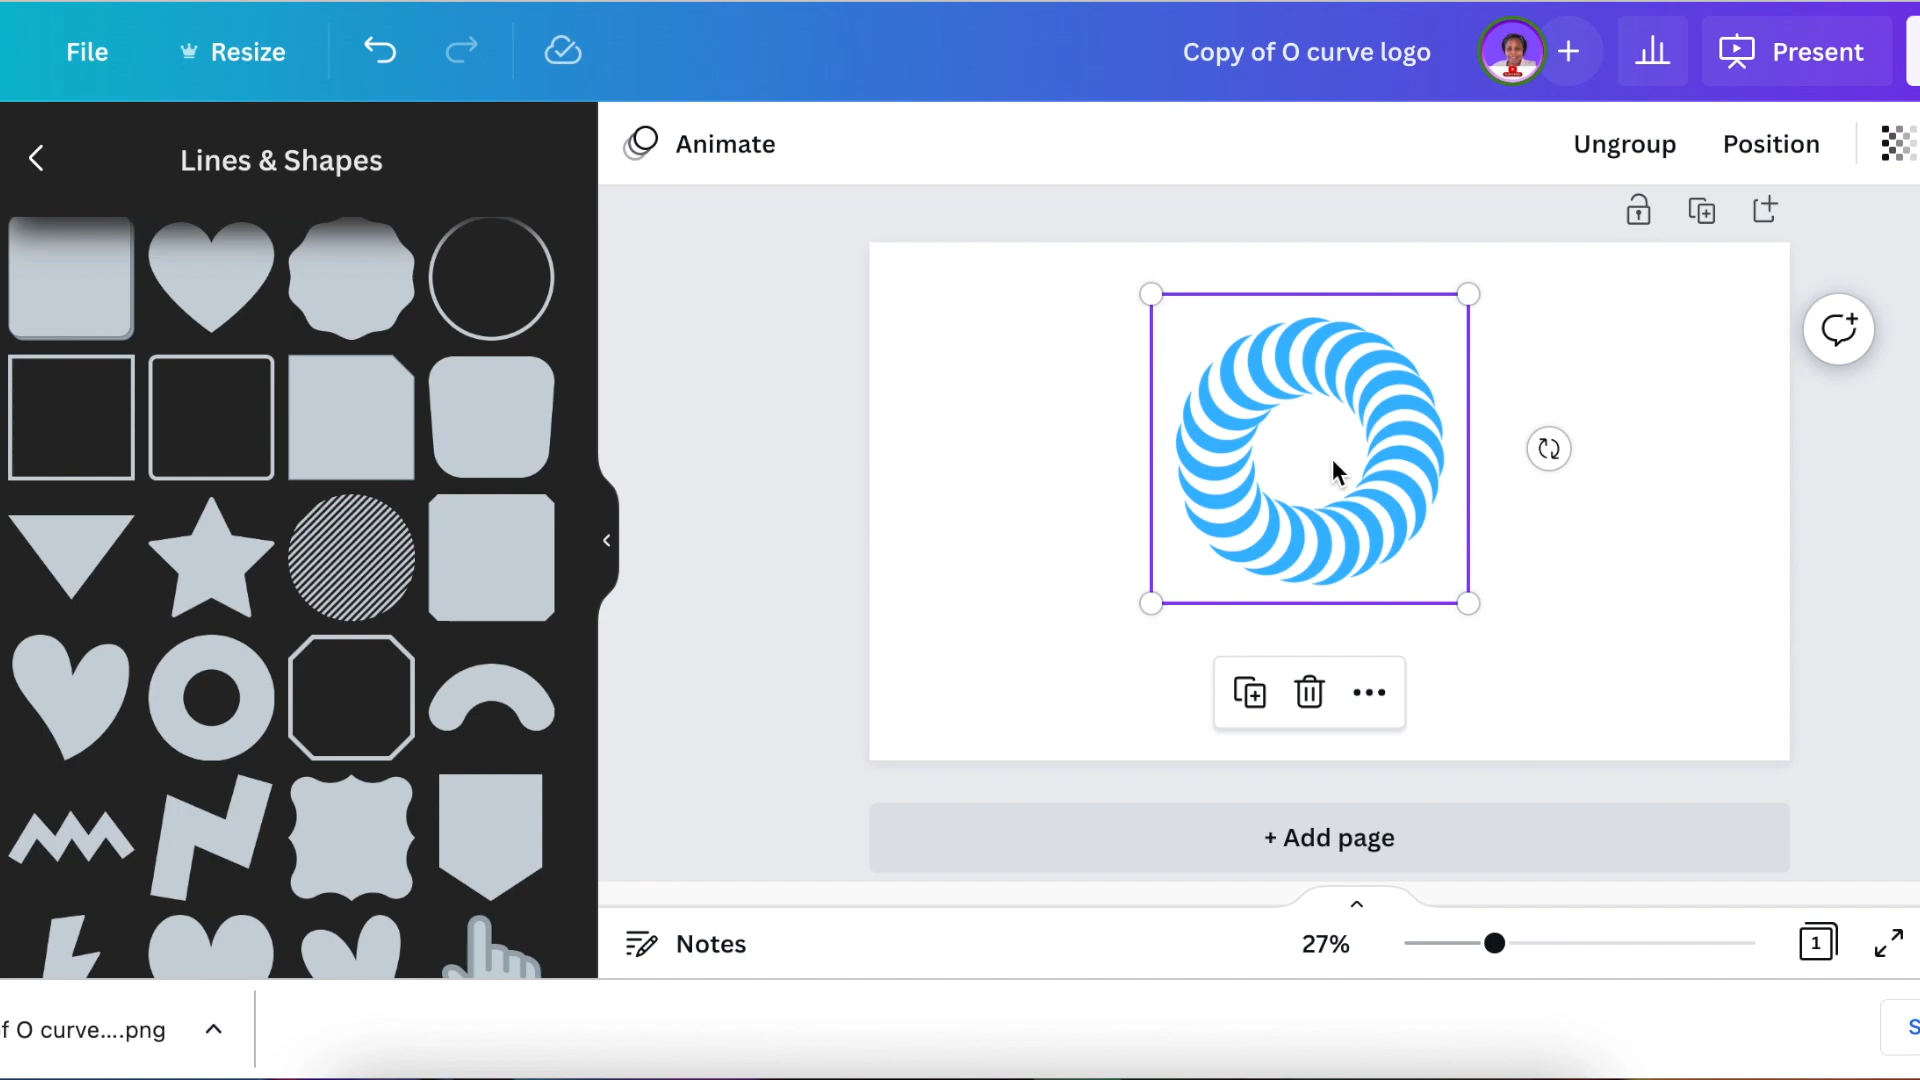 File
Resize
Copy of O curve logo
Present
Lines & Shapes
Animate
Ungroup
Position
+ Add page
Notes
27%
1
f O curve....png
S